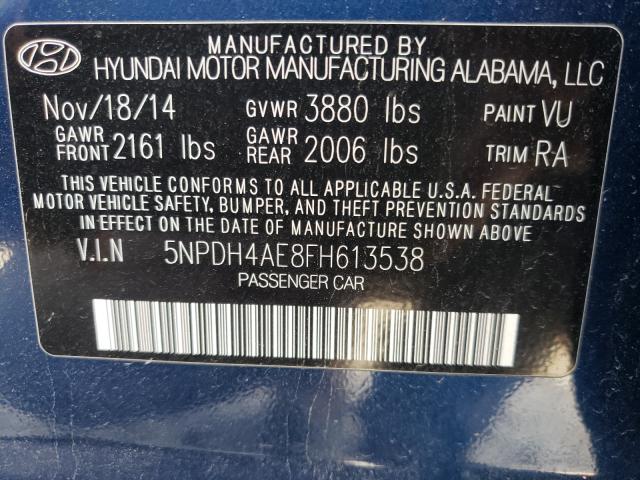 MANUFACTURED BY
HYUNDAI MOTOR MANUFACTURING ALABAMA, LLC
Nov/18/14 GVWR 3880 lbs PAINT VU
GAWR FRONT 2161 lbs GAWR REAR 2006 lbs TRIM RA
THIS VEHICLE CONFORMS TO ALL APPLICABLE U.S.A. FEDERAL
MOTOR VEHICLE SAFETY, BUMPER, AND THEFT PREVENTION STANDARDS
IN EFFECT ON THE DATE OF MANUFACTURE SHOWN ABOVE
V.I.N 5NPDH4AE8FH613538
PASSENGER CAR